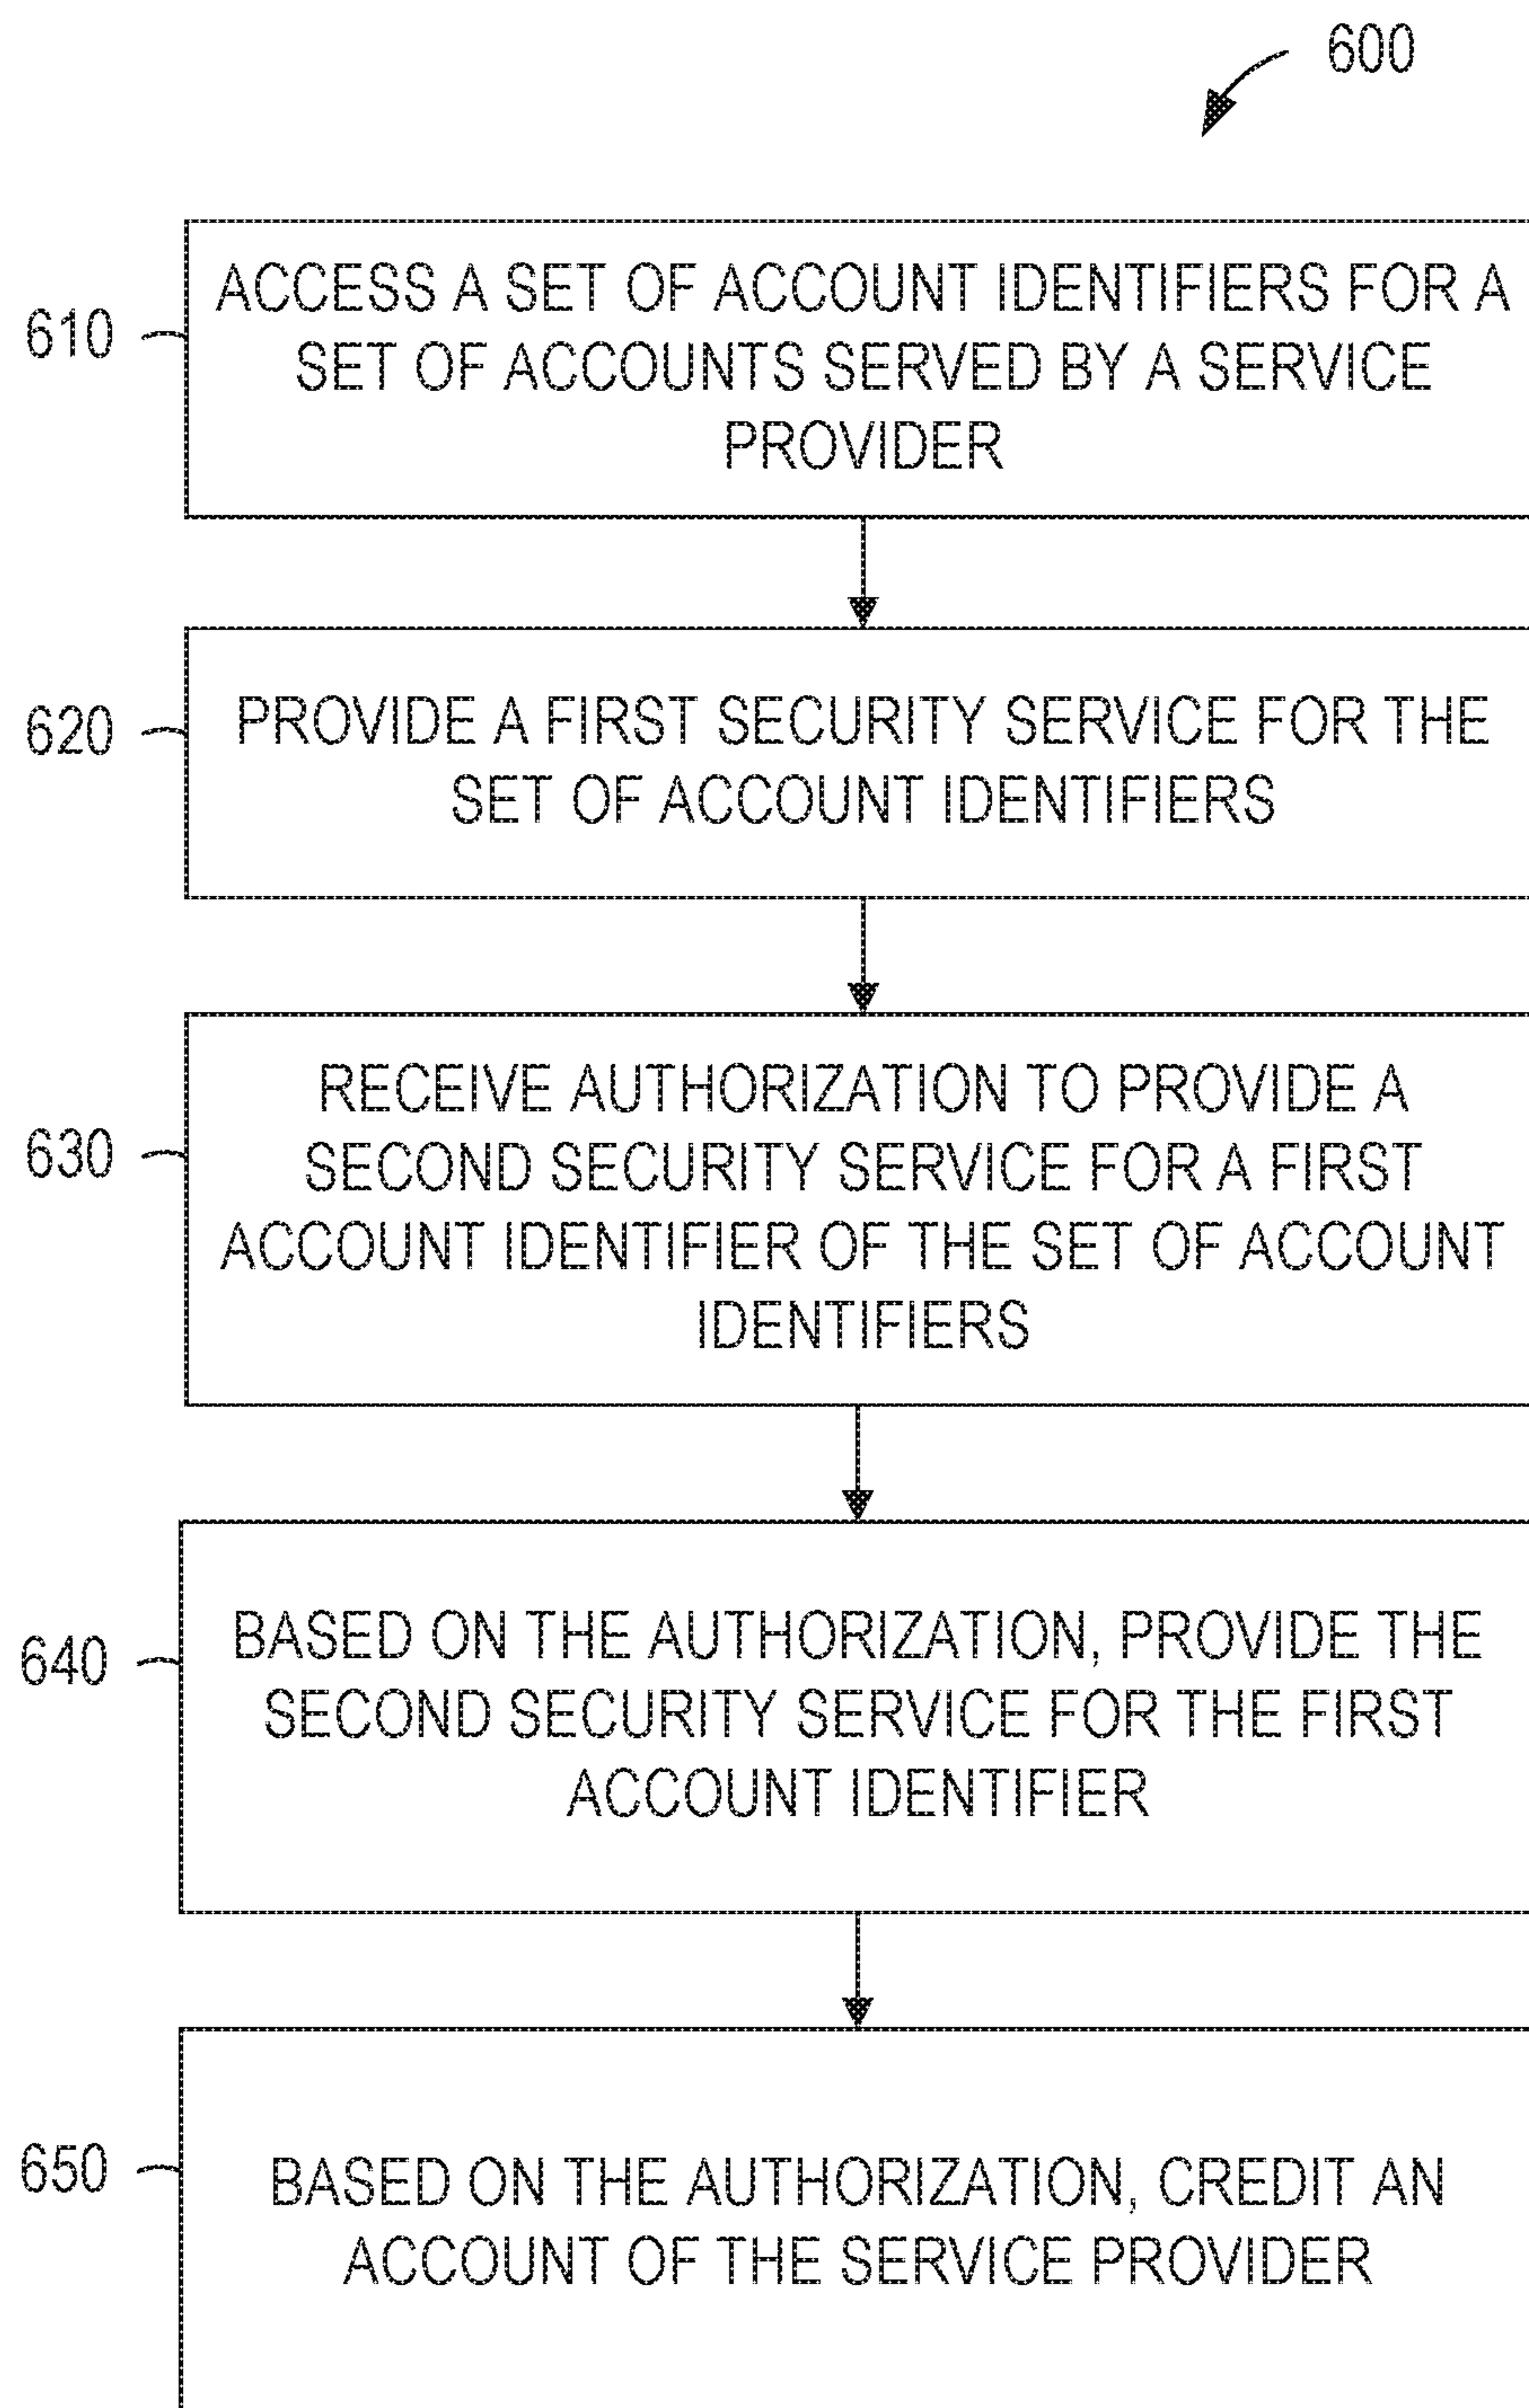 600
610
ACCESS A SET OF ACCOUNT IDENTIFIERS FOR A
SET OF ACCOUNTS SERVED BY A SERVICE
PROVIDER
620
PROVIDE A FIRST SECURITY SERVICE FOR THE
SET OF ACCOUNT IDENTIFIERS
630
RECEIVE AUTHORIZATION TO PROVIDE A
SECOND SECURITY SERVICE FOR A FIRST
ACCOUNT IDENTIFIER OF THE SET OF ACCOUNT
IDENTIFIERS
640
BASED ON THE AUTHORIZATION, PROVIDE THE
SECOND SECURITY SERVICE FOR THE FIRST
ACCOUNT IDENTIFIER
650
BASED ON THE AUTHORIZATION, CREDIT AN
ACCOUNT OF THE SERVICE PROVIDER